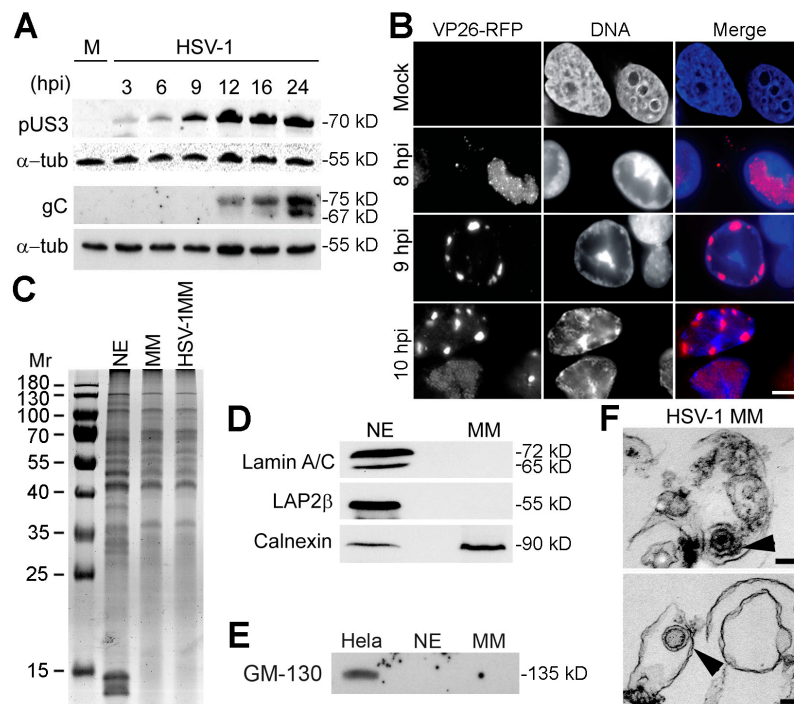 A
M HSV-1
(hpi) 3 6 9 12 16 24
pUS3 -70 kD
α-tub -55 kD
gC -75 kD
-67 kD
α-tub -55 kD
B
VP26-RFP DNA Merge
Mock
8 hpi
9 hpi
10 hpi
C
Mr NE MM HSV-1MM
180
130
100
70
55
40
35
25
15
D
NE MM
Lamin A/C -72 kD
-65 kD
LAP2β -55 kD
Calnexin -90 kD
E
Hela NE MM
GM-130 -135 kD
F
HSV-1 MM